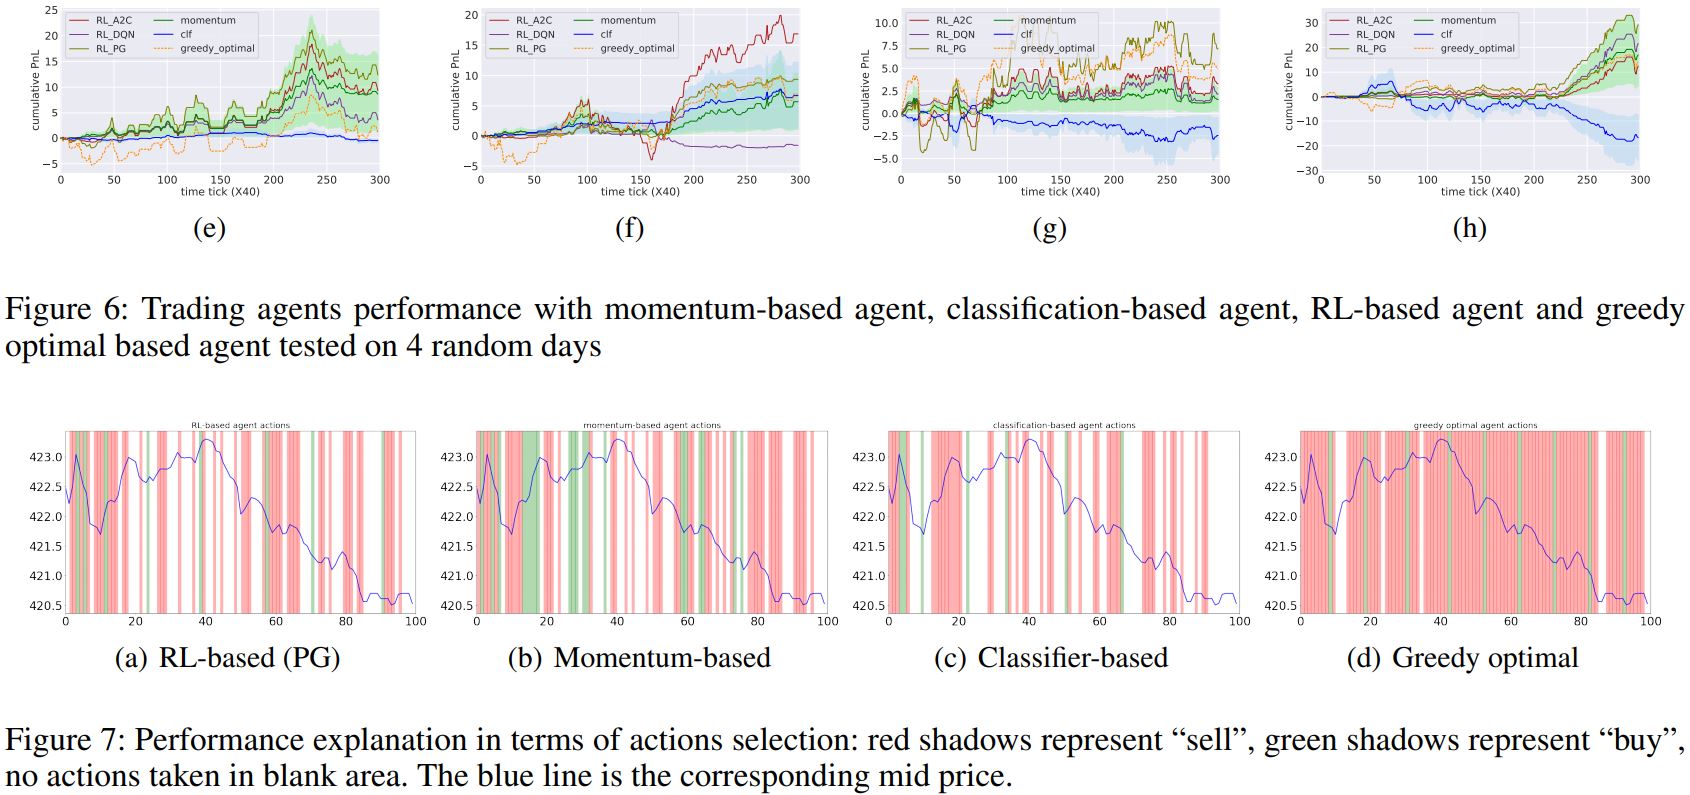 25
20
15
10
5
0
−5
cumulative PnL
RL_A2C
RL_DQN
RL_PG
momentum
clf
greedy_optimal
0 50 100 150 200 250 300
time tick (X40)
(e)
20
15
10
5
0
−5
cumulative PnL
RL_A2C
RL_DQN
RL_PG
momentum
clf
greedy_optimal
0 50 100 150 200 250 300
time tick (X40)
(f)
10.0
7.5
5.0
2.5
0.0
−2.5
−5.0
cumulative PnL
RL_A2C
RL_DQN
RL_PG
momentum
clf
greedy_optimal
0 50 100 150 200 250 300
time tick (X40)
(g)
30
20
10
0
−10
−20
−30
cumulative PnL
RL_A2C
RL_DQN
RL_PG
momentum
clf
greedy_optimal
0 50 100 150 200 250 300
time tick (X40)
(h)
Figure 6: Trading agents performance with momentum-based agent, classification-based agent, RL-based agent and greedy
optimal based agent tested on 4 random days
RL-based agent actions
423.0
422.5
422.0
421.5
421.0
420.5
0 20 40 60 80 100
(a) RL-based (PG)
momentum-based agent actions
423.0
422.5
422.0
421.5
421.0
420.5
0 20 40 60 80 100
(b) Momentum-based
classification-based agent actions
423.0
422.5
422.0
421.5
421.0
420.5
0 20 40 60 80 100
(c) Classifier-based
greedy optimal agent actions
423.0
422.5
422.0
421.5
421.0
420.5
0 20 40 60 80 100
(d) Greedy optimal
Figure 7: Performance explanation in terms of actions selection: red shadows represent “sell”, green shadows represent “buy”,
no actions taken in blank area. The blue line is the corresponding mid price.